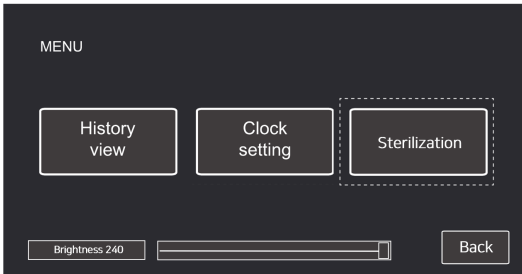 MENU
History
view
Clock
setting
Sterilization
Brightness 240
Back